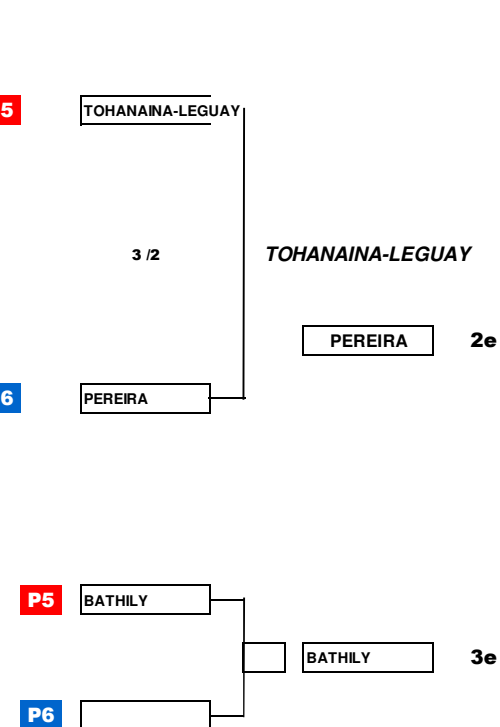 5 TOHANAINA-LEGUAY
3 /2 TOHANAINA-LEGUAY
PEREIRA 2e
6 PEREIRA
P5 BATHILY
BATHILY 3e
P6